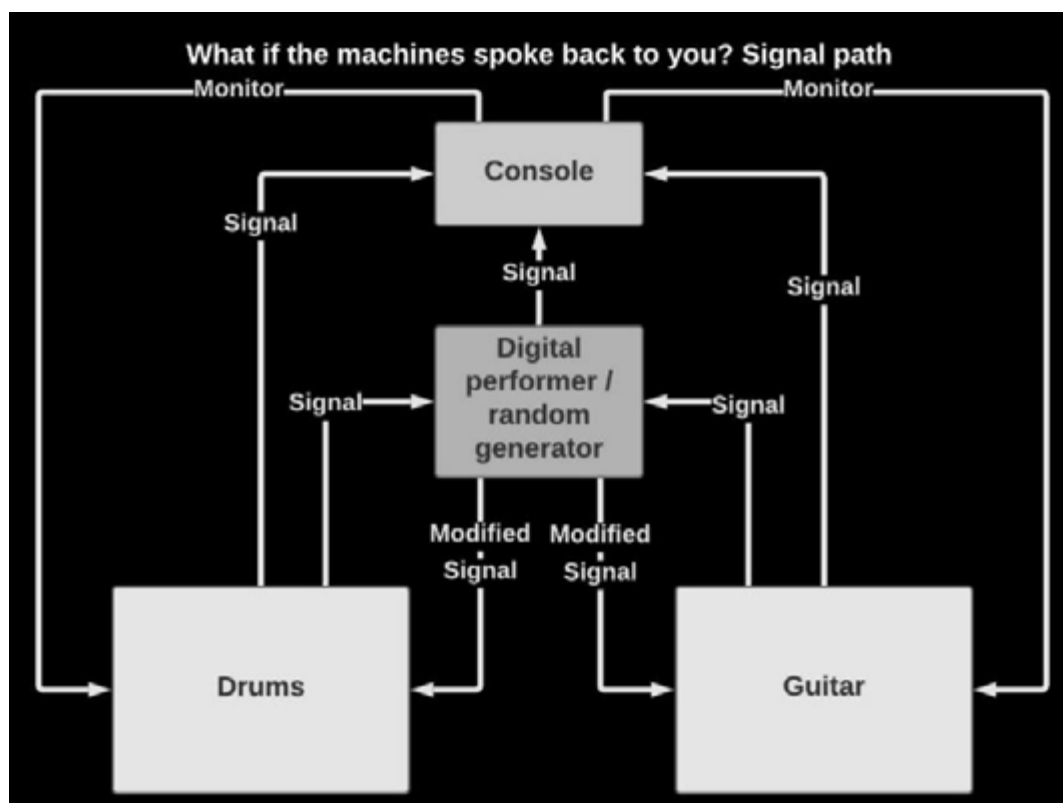 What if the machines spoke back to you? Signal path
Monitor
Monitor
Console
Signal
Signal
Signal
Digital
performer /
random
generator
Signal
Signal
Modified
Signal
Modified
Signal
Drums
Guitar